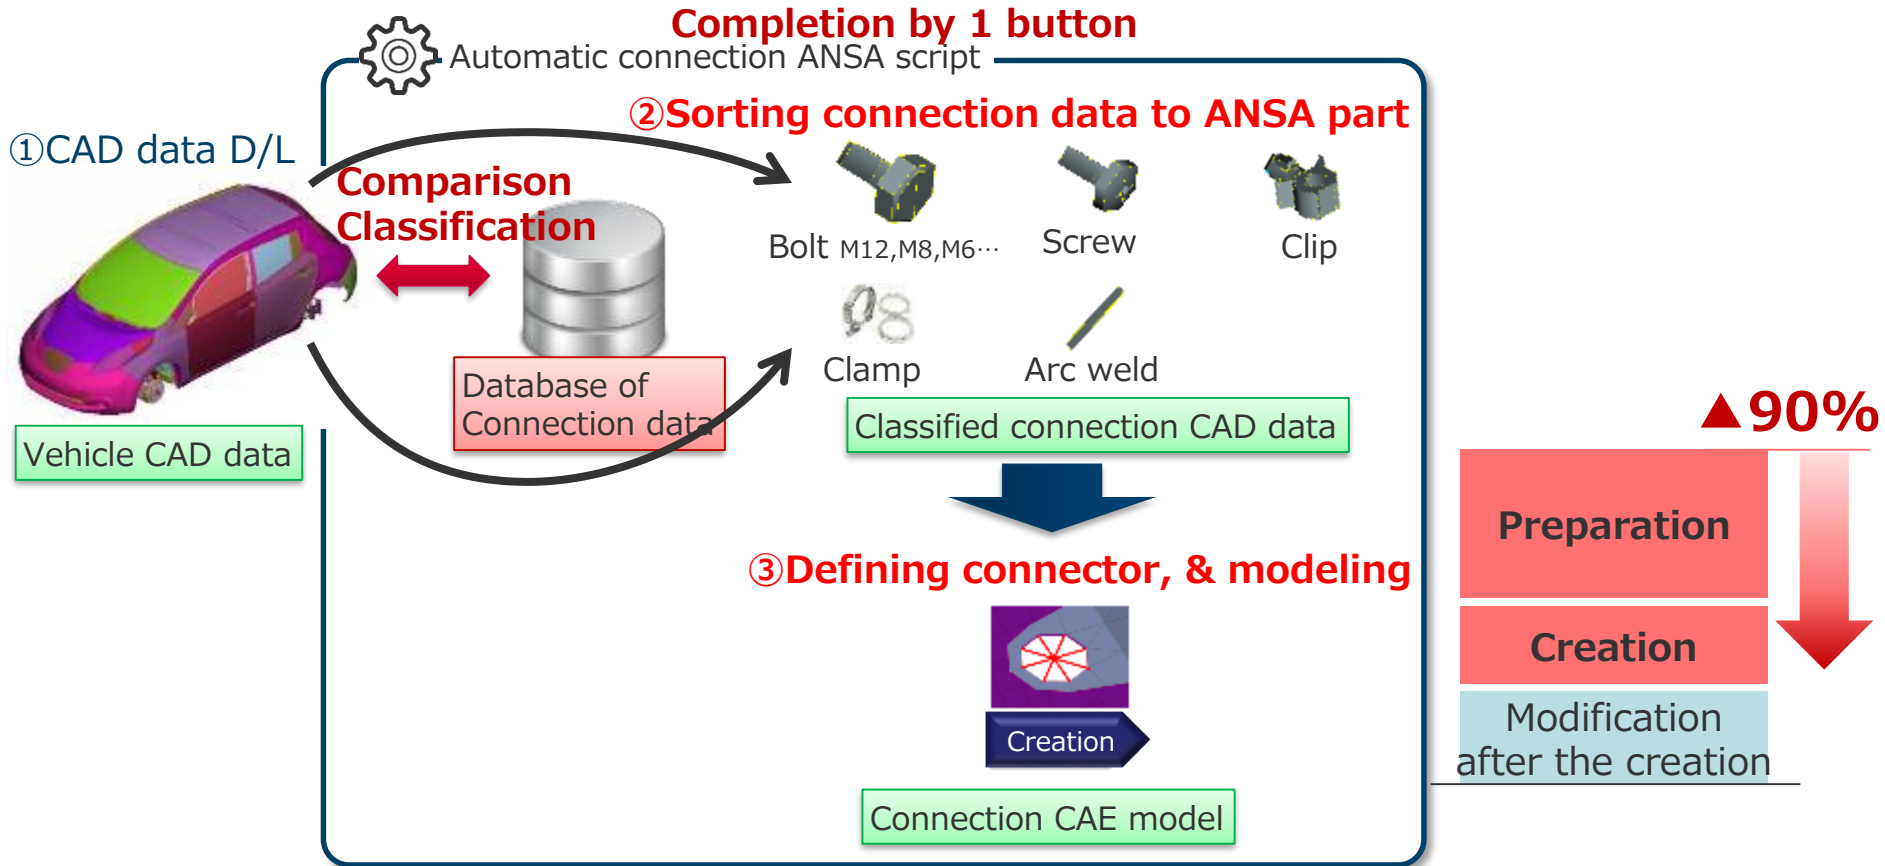 Completion by 1 button
Automatic connection ANSA script
②Sorting connection data to ANSA part
①CAD data D/L
Comparison
Classification
Bolt M12,M8,M6…
Screw
Clip
Clamp
Arc weld
Database of
Connection data
Vehicle CAD data
Classified connection CAD data
③Defining connector, & modeling
Creation
Connection CAE model
▲90%
Preparation
Creation
Modification
after the creation